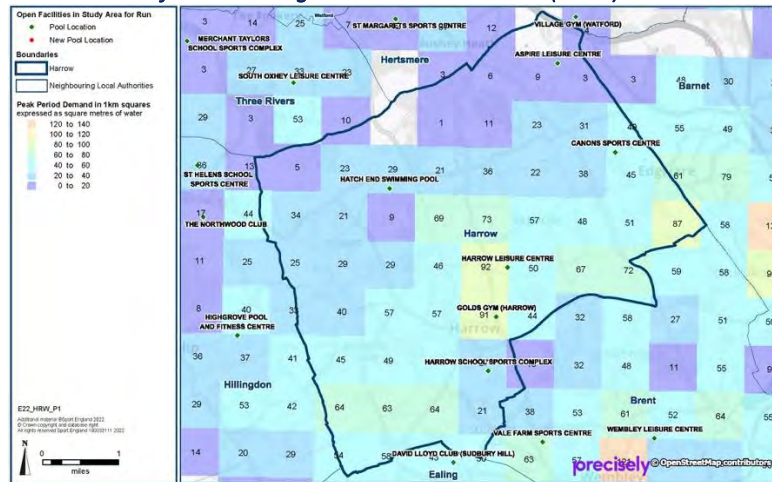 Open Facilities in Study Area for Run
Pool Location
New Pool Location
Boundaries
Harrow
Neighbouring Local Authorities
Peak Period Demand in 1km squares
expressed as square metres of water
120 to 140
100 to 120
80 to 100
60 to 80
40 to 60
20 to 40
0 to 20
E22_HRW_P1
N
0 1
miles
3 14 25 7 12
ST MARGARETS SPORTS CENTRE
VILLAGE GYM (WATFORD)
MERCHANT TAYLORS
SCHOOL SPORTS COMPLEX
Hertsmere
ASPIRE LEISURE CENTRE
3 27 33 23 3 6 9 3 3 48 30
SOUTH OXHEY LEISURE CENTRE
Barnet
Three Rivers
29 3 53 10 1 11 23 31 43 55 49
CANONS SPORTS CENTRE
36 13 5 23 29 21 36 22 38 45 61 79
ST HELENS SCHOOL
SPORTS CENTRE
HATCH END SWIMMING POOL
17 44 34 21 9 69 73 57 48 51 87 58
THE NORTHWOOD CLUB
Harrow
HARROW LEISURE CENTRE
11 25 25 29 29 46 92 50 67 72 59 58
GOLDS GYM (HARROW)
8 40 33 40 57 57 91 44 32 58 27 51
HIGHGROVE POOL
AND FITNESS CENTRE
Harrow
HARROW SCHOOL SPORTS COMPLEX
36 37 41 45 49 32 48 11 55
Hillingdon
Brent
29 53 42 64 63 64 21 38 53 61 52 64 55
VALE FARM SPORTS CENTRE
WEMBLEY LEISURE CENTRE
14 20 29 54 58 43 50 63 57
DAVID LLOYD CLUB (SUDBURY HILL)
Ealing
Wembley
precisely © OpenStreetMap contributors